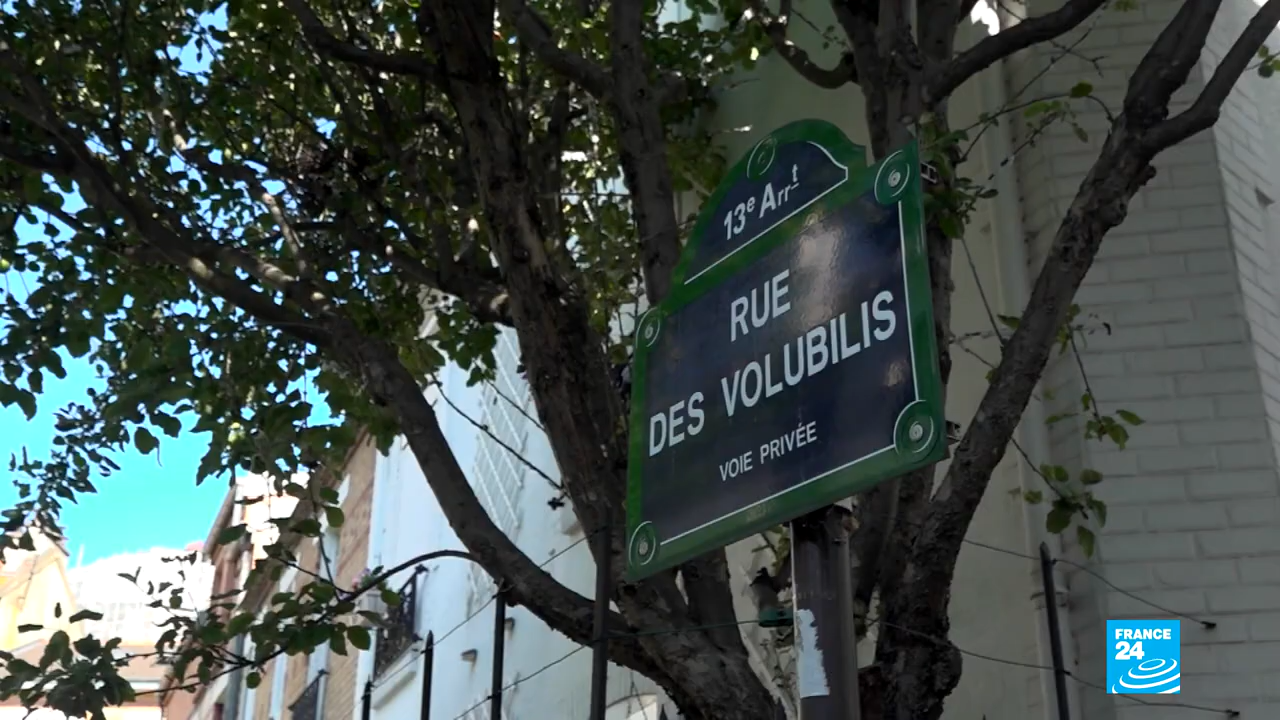 13e Arrt
RUE
DES VOLUBILIS
VOIE PRIVÉE
FRANCE
24